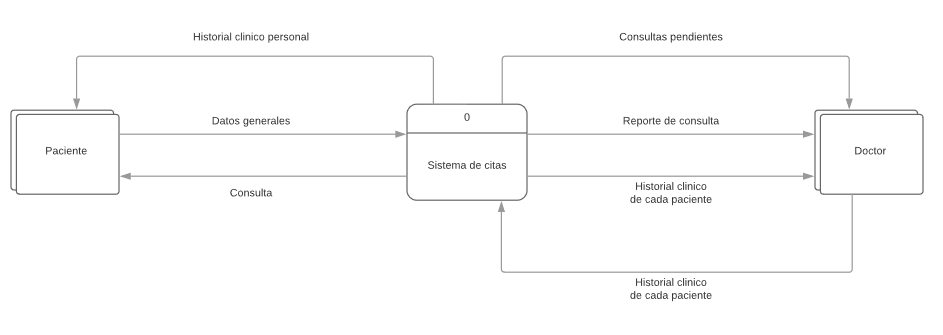 Historial clinico personal
Consultas pendientes
0
Datos generales
Reporte de consulta
Paciente
Sistema de citas
Doctor
Consulta
Historial clinico
de cada paciente
Historial clinico
de cada paciente